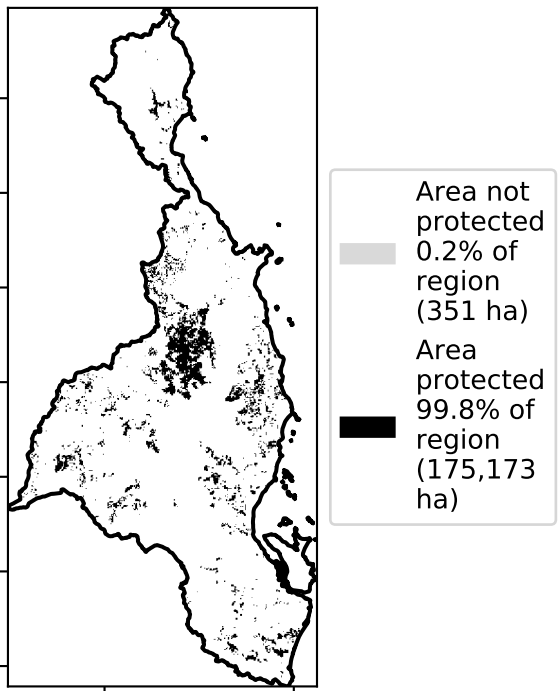 Area not
protected
0.2% of
region
(351 ha)
Area
protected
99.8% of
region
(175,173
ha)